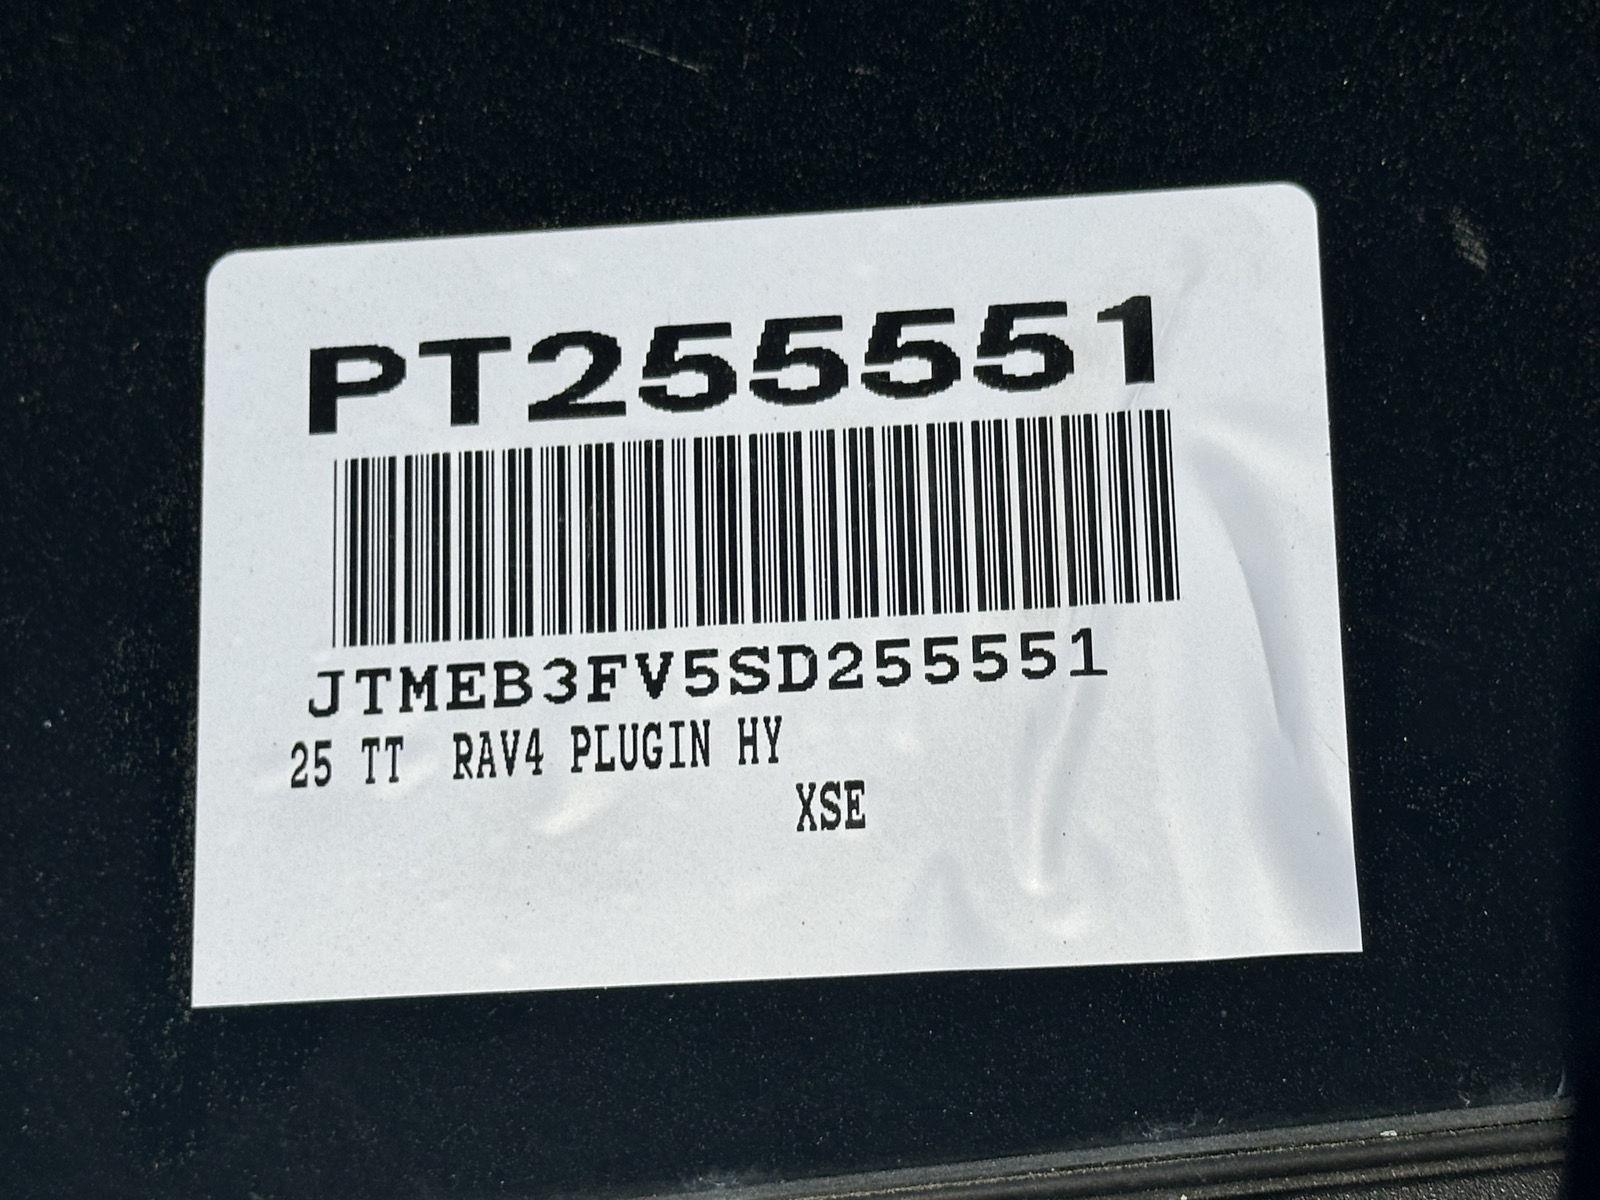 PT255551
JTMEB3FV5SD255551
25 TT RAV4 PLUGIN HY
XSE